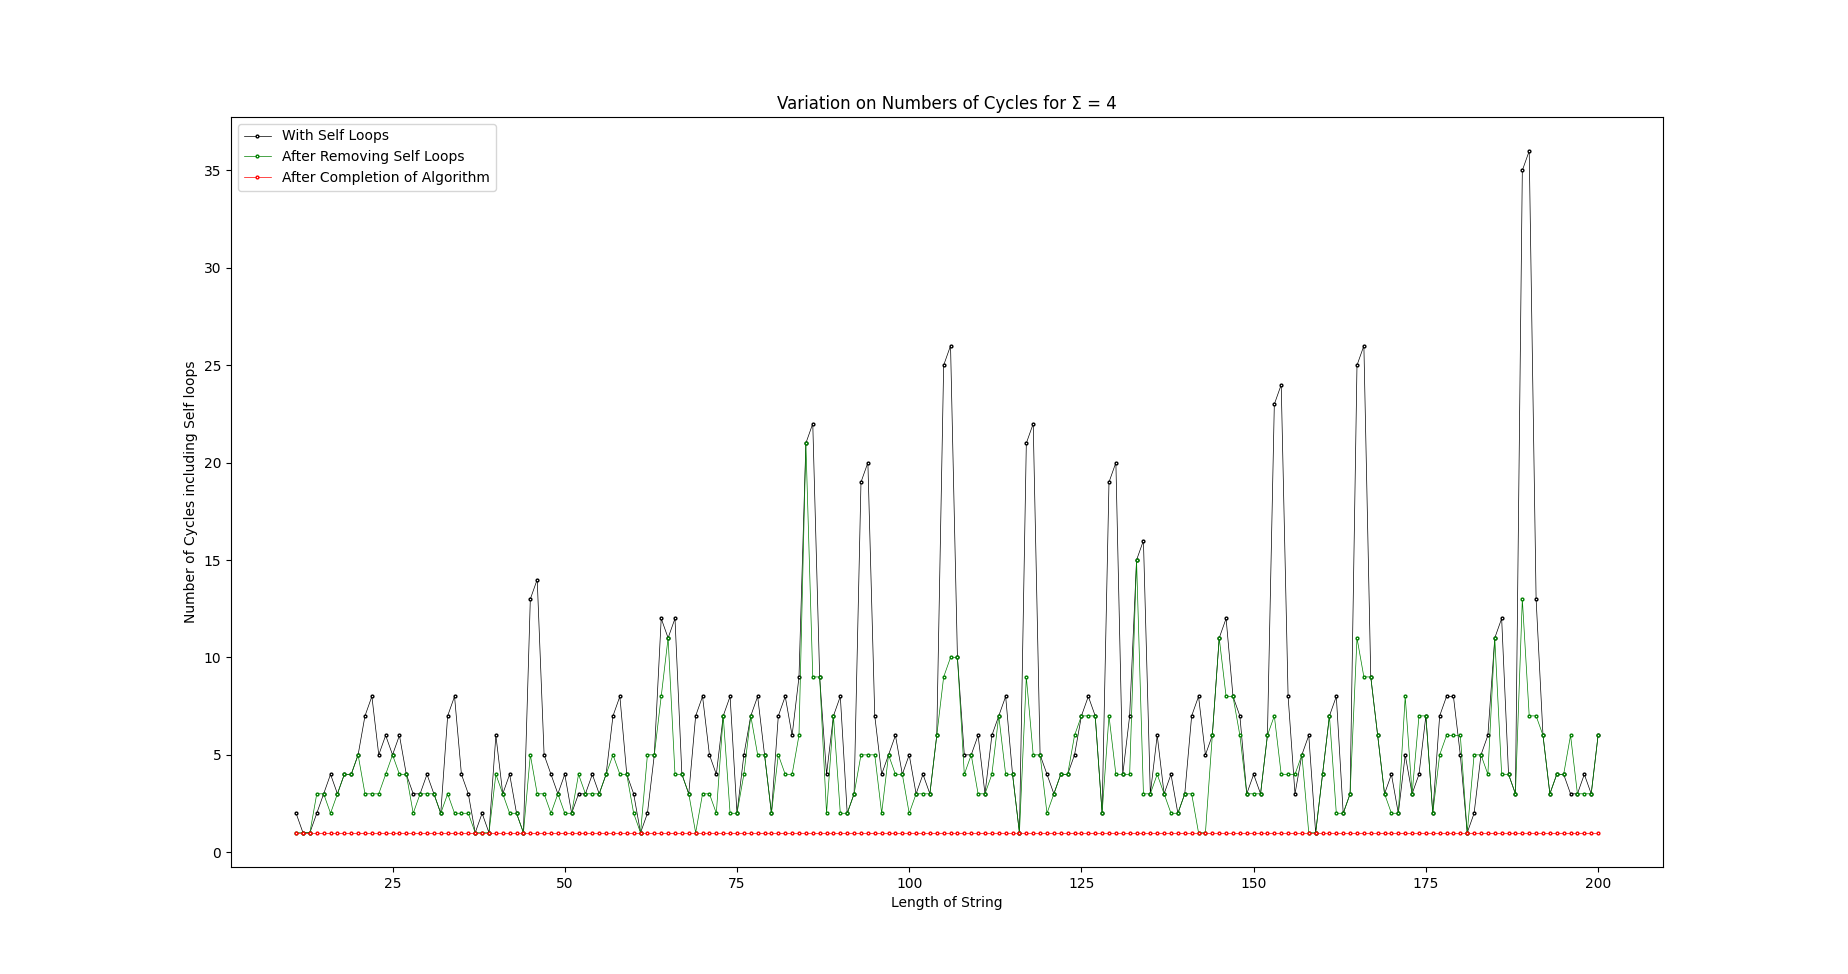 Variation on Numbers of Cycles for Σ = 4
With Self Loops
After Removing Self Loops
After Completion of Algorithm
Number of Cycles including Self loops
35
30
25
20
15
10
5
0
25 50 75 100 125 150 175 200
Length of String